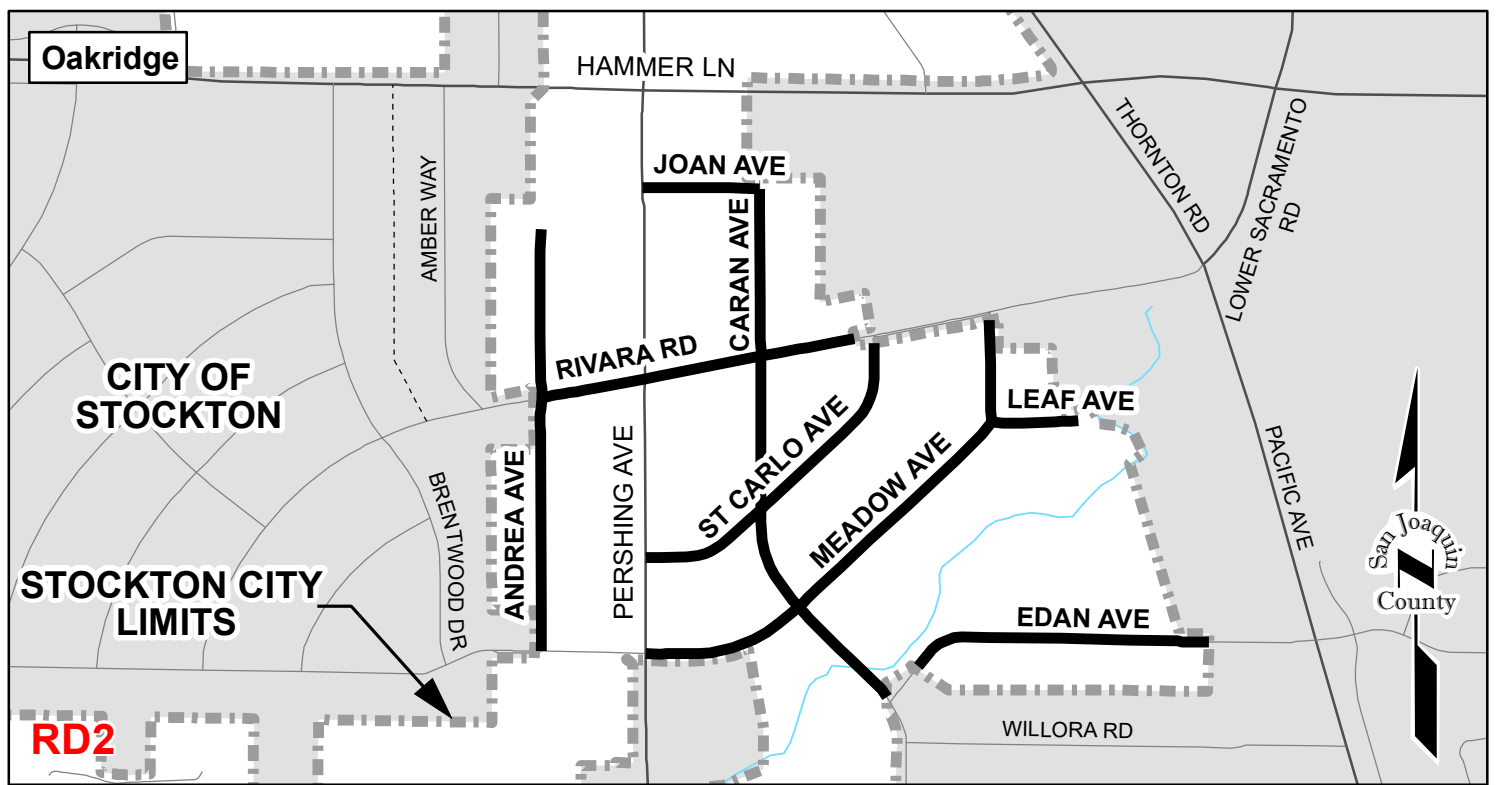 Oakridge
HAMMER LN
JOAN AVE
THORNTON RD
LOWER SACRAMENTO
RD
AMBER WAY
CARAN AVE
RIVARA RD
CITY OF
STOCKTON
LEAF AVE
ST CARLO AVE
MEADOW AVE
PACIFIC AVE
BRENTWOOD DR
ANDREA AVE
PERSHING AVE
STOCKTON CITY
LIMITS
San Joaquin
County
EDAN AVE
WILLORA RD
RD2